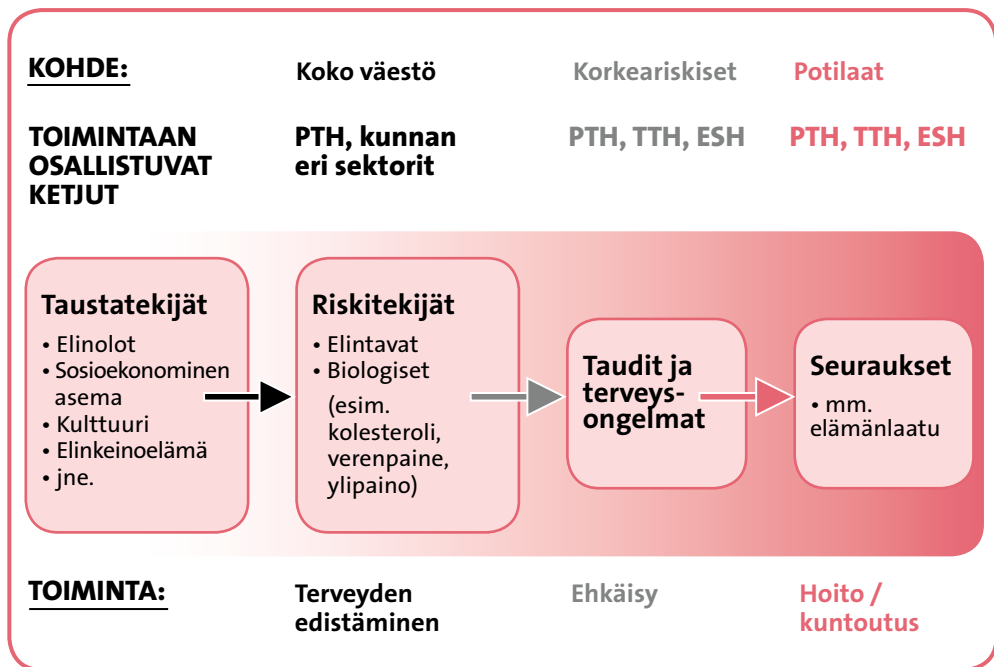 KOHDE:
Koko väestö
Korkeariskiset
Potilaat
TOIMINTAAN
OSALLISTUVAT
KETJUT
PTH, kunnan
eri sektorit
PTH, TTH, ESH
PTH, TTH, ESH
Taustatekijät
• Elinolot
• Sosioekonominen
asema
• Kulttuuri
• Elinkeinoelämä
• jne.
Riskitekijät
• Elintavat
• Biologiset
(esim.
kolesteroli,
verenpaine,
ylipaino)
Taudit ja
terveys-
ongelmat
Seuraukset
• mm.
elämänlaatu
TOIMINTA:
Terveyden
edistäminen
Ehkäisy
Hoito /
kuntoutus